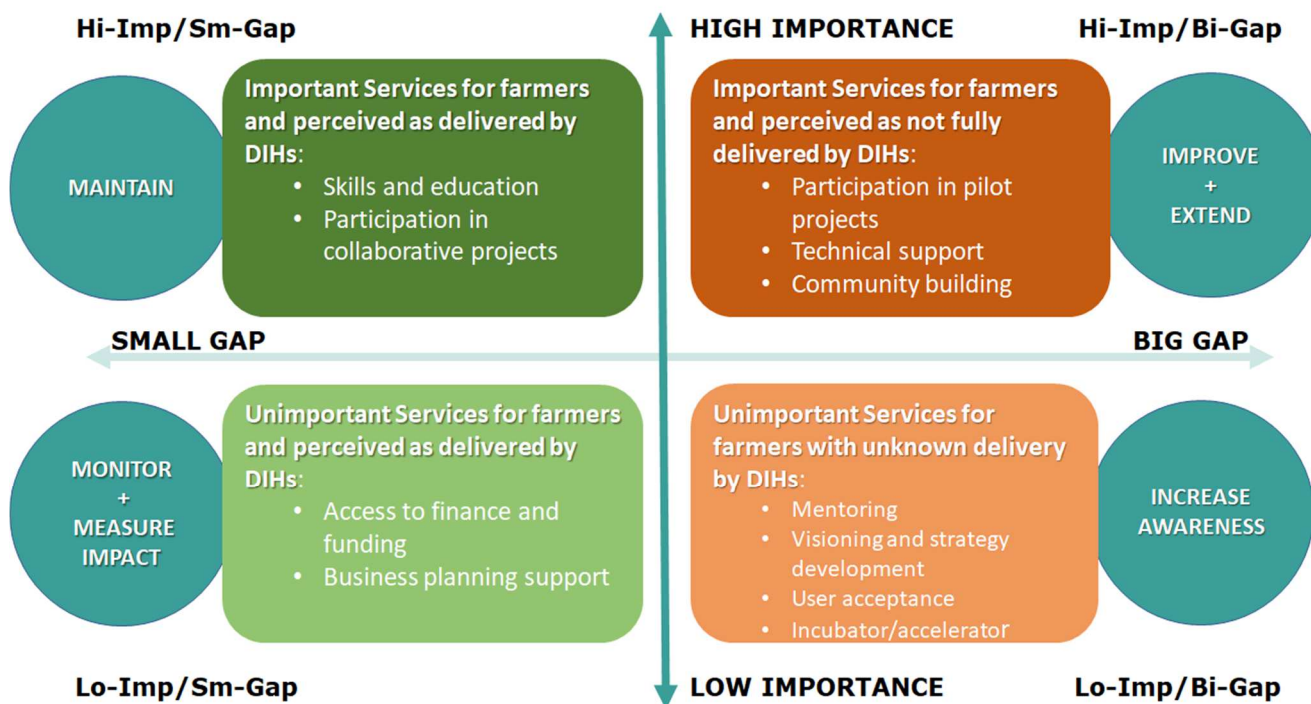 Hi-Imp/Sm-Gap
HIGH IMPORTANCE
Hi-Imp/Bi-Gap
MAINTAIN
Important Services for farmers
and perceived as delivered by
DIHs:
• Skills and education
• Participation in
collaborative projects
Important Services for farmers
and perceived as not fully
delivered by DIHs:
• Participation in pilot
projects
• Technical support
• Community building
IMPROVE
+
EXTEND
SMALL GAP
BIG GAP
MONITOR
+
MEASURE
IMPACT
Unimportant Services for farmers
and perceived as delivered by
DIHs:
• Access to finance and
funding
• Business planning support
Unimportant Services for
farmers with unknown delivery
by DIHs:
• Mentoring
• Visioning and strategy
development
• User acceptance
• Incubator/accelerator
INCREASE
AWARENESS
Lo-Imp/Sm-Gap
LOW IMPORTANCE
Lo-Imp/Bi-Gap